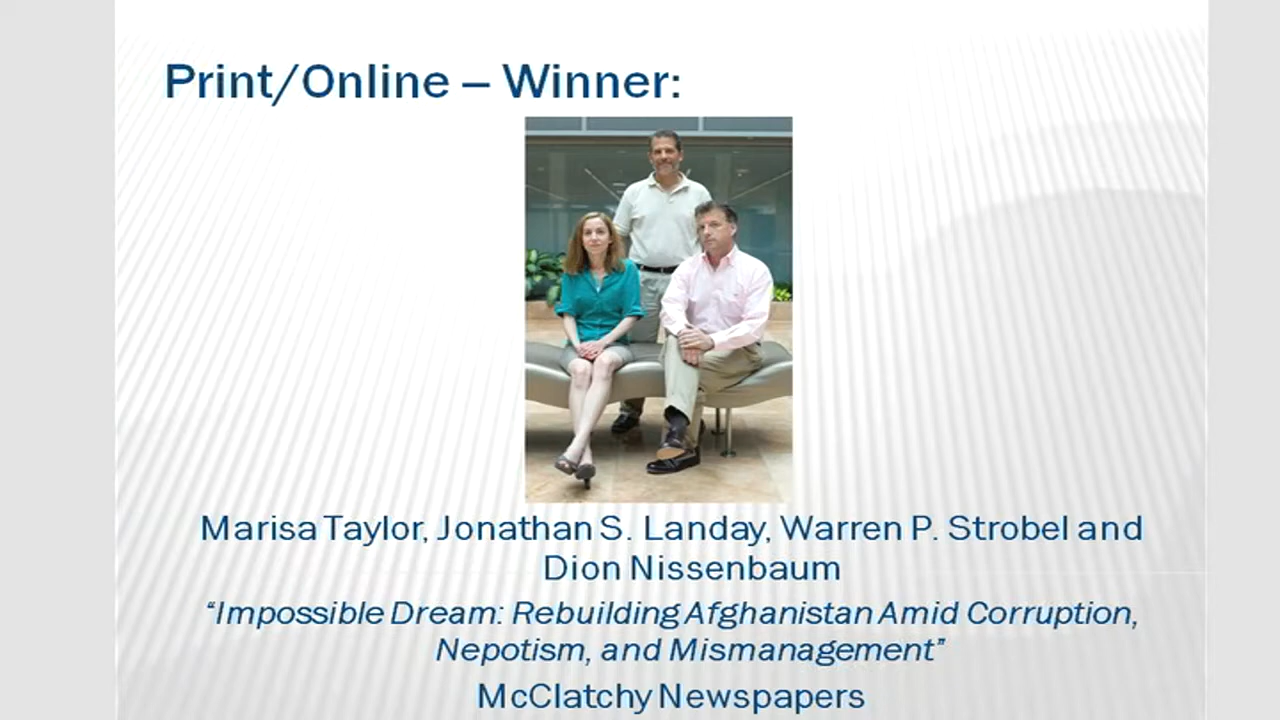 Print/Online – Winner:
Marisa Taylor, Jonathan S. Landay, Warren P. Strobel and
Dion Nissenbaum
“Impossible Dream: Rebuilding Afghanistan Amid Corruption,
Nepotism, and Mismanagement”
McClatchy Newspapers